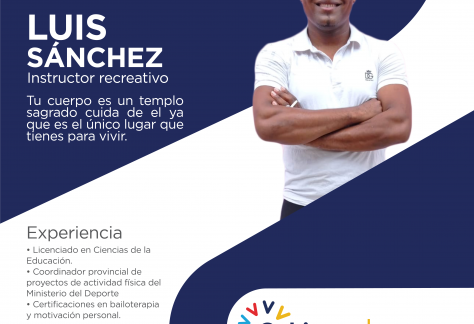 LUIS
SÁNCHEZ
Instructor recreativo
Tu cuerpo es un templo
sagrado cuida de el ya
que es el único lugar que
tienes para vivir.
Experiencia
• Licenciado en Ciencias de la
Educación.
• Coordinador provincial de
proyectos de actividad física del
Ministerio del Deporte
• Certificaciones en bailoterapia
y motivación personal.